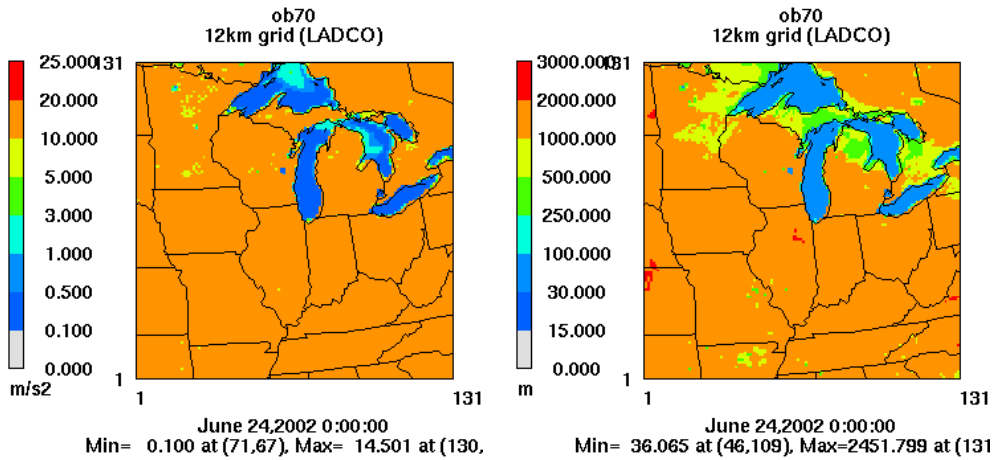 ob70
12km grid (LADCO)
25.000
131
20.000
10.000
5.000
3.000
1.000
0.500
0.100
0.000
m/s2
1
1
131
June 24,2002 0:00:00
Min= 0.100 at (71,67), Max= 14.501 at (130,
ob70
12km grid (LADCO)
3000.000
131
2000.000
1000.000
500.000
250.000
100.000
30.000
15.000
0.000
m
1
1
131
June 24,2002 0:00:00
Min= 36.065 at (46,109), Max=2451.799 at (131